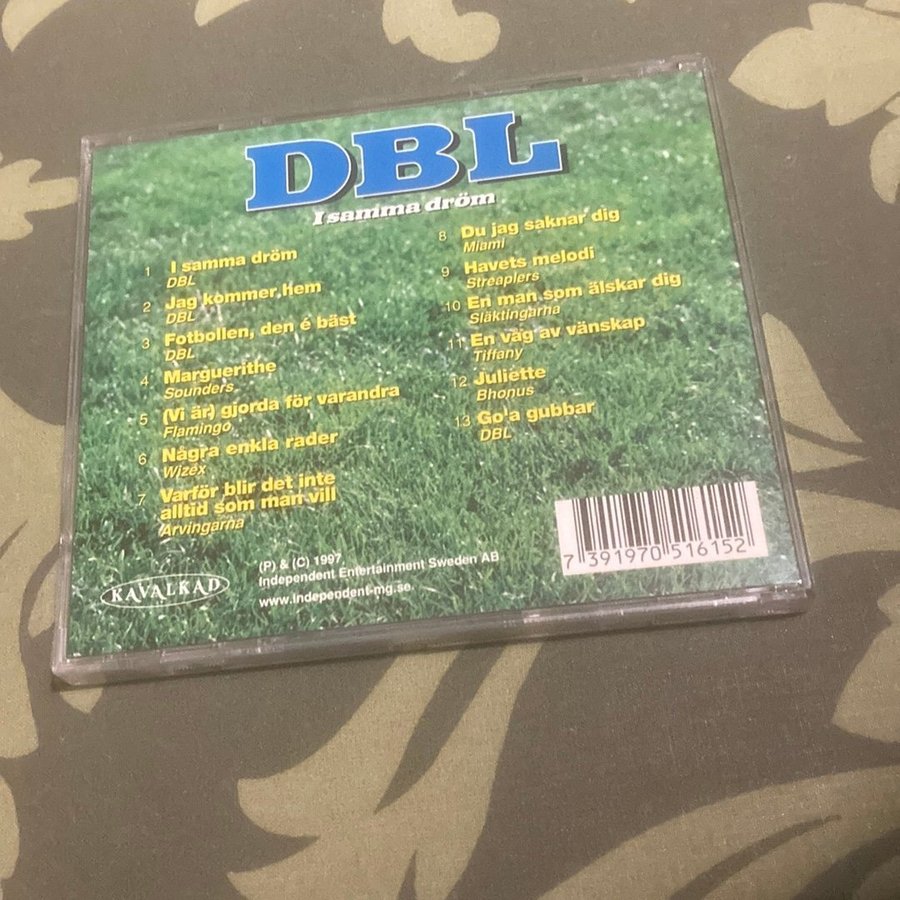 DBL
I samma dröm
1 I samma dröm
DBL
2 Jag kommer hem
DBL
3 Fotbollen, den é bäst
DBL
4 Marguerithe
Sounders
5 (Vi är) gjorda för varandra
Flamingo
6 Några enkla rader
Wizex
7 Varför blir det inte
alltid som man vill
Arvingarna
8 Du jag saknar dig
Miami
9 Havets melodi
Streaplers
10 En man som älskar dig
Släktingarna
11 En väg av vänskap
Tiffany
12 Juliette
Bhonus
13 Go'a gubbar
DBL
KAVALKAD
(P) & (C) 1997
Independent Entertainment Sweden AB
www.independent-mg.se
7 391970 516152